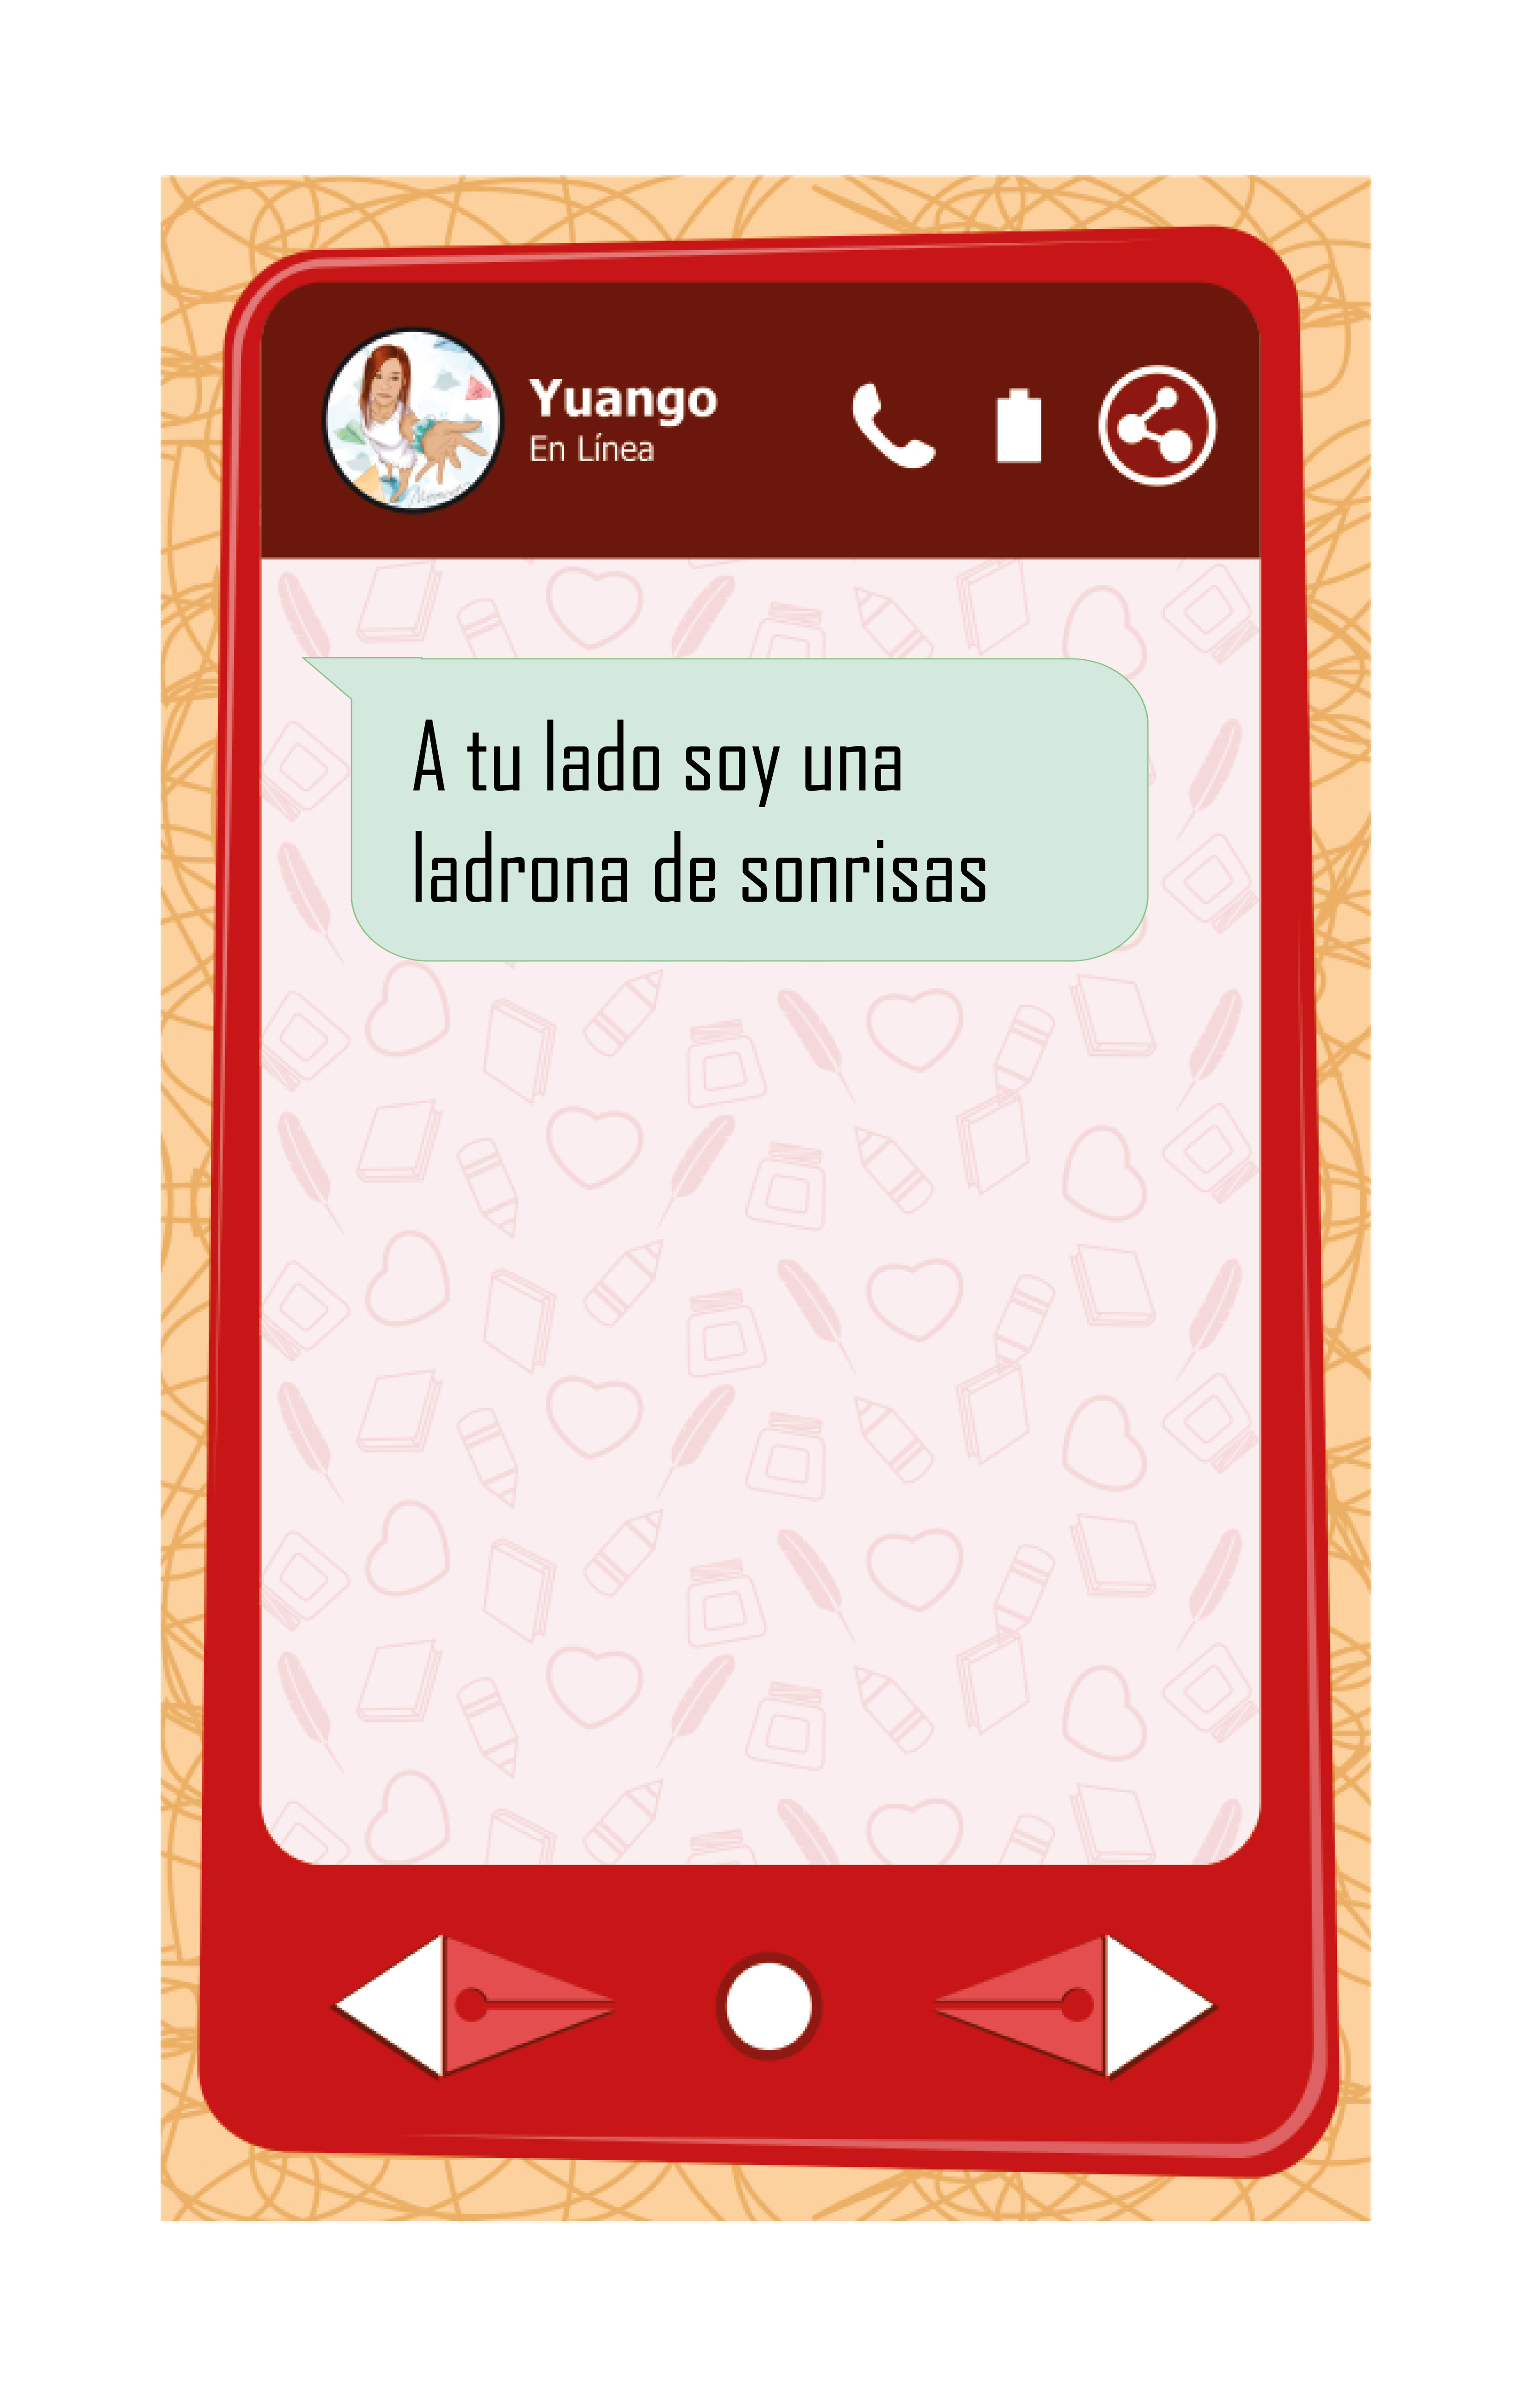 Yuango
En Línea
A tu lado soy una
ladrona de sonrisas